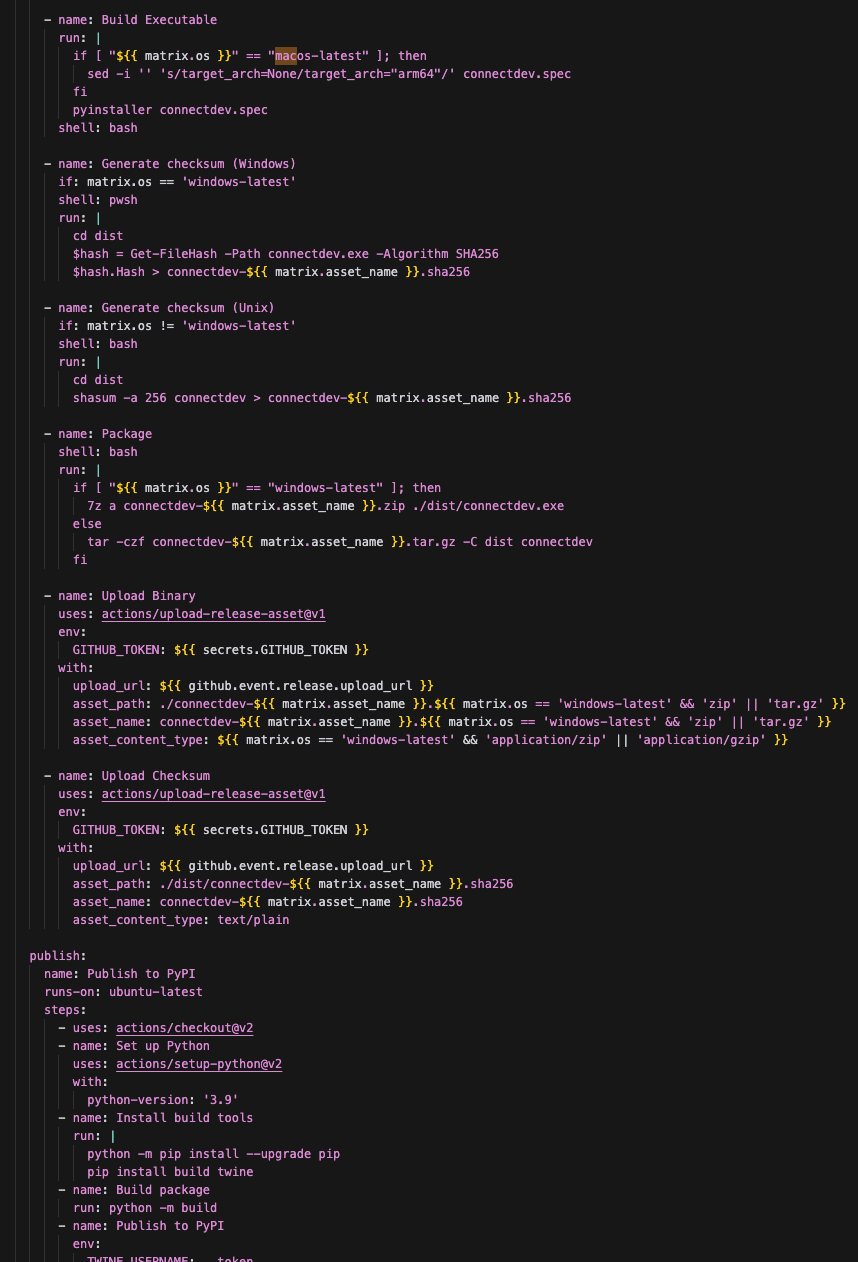 - name: Build Executable
run: |
if [ "${{ matrix.os }}" == "macos-latest" ]; then
sed -i '' 's/target_arch=None/target_arch="arm64"/' connectdev.spec
fi
pyinstaller connectdev.spec
shell: bash
- name: Generate checksum (Windows)
if: matrix.os == 'windows-latest'
shell: pwsh
run: |
cd dist
$hash = Get-FileHash -Path connectdev.exe -Algorithm SHA256
$hash.Hash > connectdev-${{ matrix.asset_name }}.sha256
- name: Generate checksum (Unix)
if: matrix.os != 'windows-latest'
shell: bash
run: |
cd dist
shasum -a 256 connectdev > connectdev-${{ matrix.asset_name }}.sha256
- name: Package
shell: bash
run: |
if [ "${{ matrix.os }}" == "windows-latest" ]; then
7z a connectdev-${{ matrix.asset_name }}.zip ./dist/connectdev.exe
else
tar -czf connectdev-${{ matrix.asset_name }}.tar.gz -C dist connectdev
fi
- name: Upload Binary
uses: actions/upload-release-asset@v1
env:
GITHUB_TOKEN: ${{ secrets.GITHUB_TOKEN }}
with:
upload_url: ${{ github.event.release.upload_url }}
asset_path: ./connectdev-${{ matrix.asset_name }}.${{ matrix.os == 'windows-latest' && 'zip' || 'tar.gz' }}
asset_name: connectdev-${{ matrix.asset_name }}.${{ matrix.os == 'windows-latest' && 'zip' || 'tar.gz' }}
asset_content_type: ${{ matrix.os == 'windows-latest' && 'application/zip' || 'application/gzip' }}
- name: Upload Checksum
uses: actions/upload-release-asset@v1
env:
GITHUB_TOKEN: ${{ secrets.GITHUB_TOKEN }}
with:
upload_url: ${{ github.event.release.upload_url }}
asset_path: ./dist/connectdev-${{ matrix.asset_name }}.sha256
asset_name: connectdev-${{ matrix.asset_name }}.sha256
asset_content_type: text/plain
publish:
name: Publish to PyPI
runs-on: ubuntu-latest
steps:
- uses: actions/checkout@v2
- name: Set up Python
uses: actions/setup-python@v2
with:
python-version: '3.9'
- name: Install build tools
run: |
python -m pip install --upgrade pip
pip install build twine
- name: Build package
run: python -m build
- name: Publish to PyPI
env:
TWINE_USERNAME: __token__